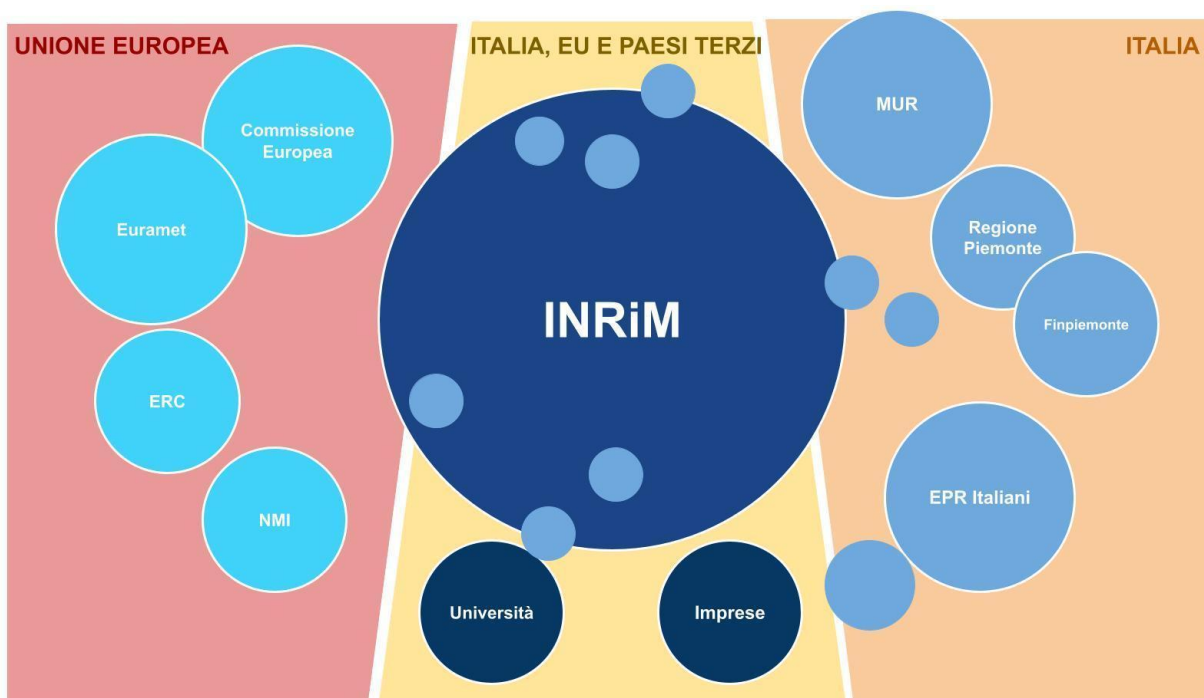 UNIONE EUROPEA
ITALIA, EU E PAESI TERZI
ITALIA
Commissione
Europea
Euramet
ERC
NMI
INRiM
Università
Imprese
MUR
Regione
Piemonte
Finpiemonte
EPR Italiani